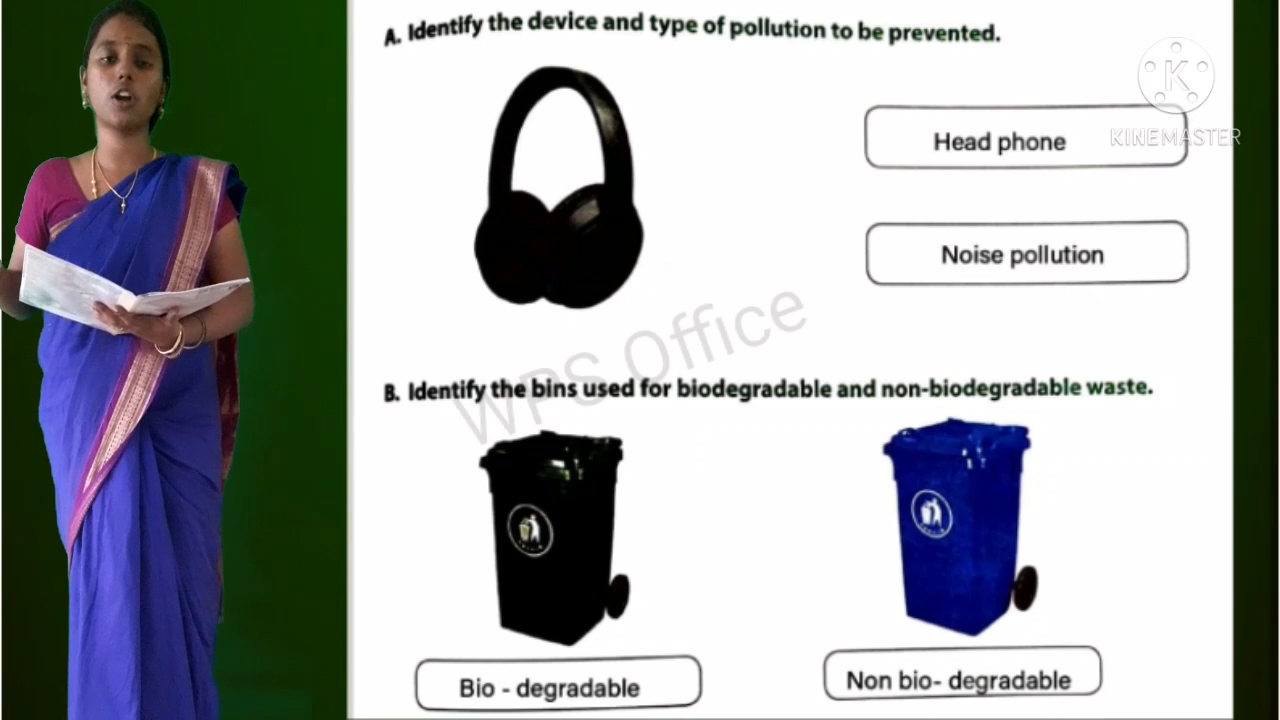 A. Identify the device and type of pollution to be prevented.
KINEMASTER
Head phone
Noise pollution
WPS Office
B. Identify the bins used for biodegradable and non-biodegradable waste.
Bio - degradable
Non bio- degradable